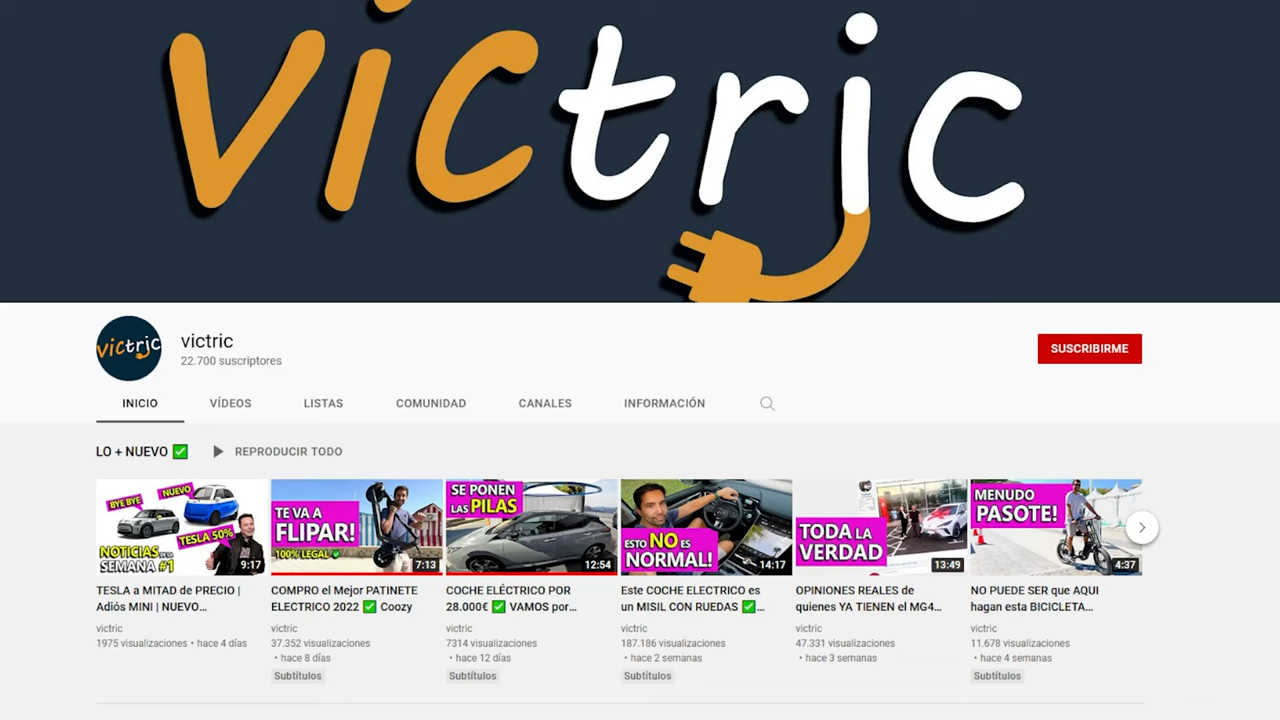 victric
victric
victric
22.700 suscriptores
SUSCRIBIRME
INICIO
VÍDEOS
LISTAS
COMUNIDAD
CANALES
INFORMACIÓN
LO + NUEVO ✅
REPRODUCIR TODO
BYE BYE
NUEVO
TESLA 50%
NOTICIAS DE LA
SEMANA #1
9:17
TE VA A
FLIPAR!
100% LEGAL
7:13
SE PONEN
LAS PILAS
12:54
ESTO NO ES
NORMAL!
14:17
TODA LA
VERDAD
13:49
MENUDO
PASOTE!
4:37
TESLA a MITAD de PRECIO |
Adiós MINI | NUEVO...
victric
1975 visualizaciones • hace 4 días
COMPRO el Mejor PATINETE
ELECTRICO 2022 ✅ Coozy
victric
37.352 visualizaciones
• hace 8 días
Subtítulos
COCHE ELÉCTRICO POR
28.000€ ✅ VAMOS por...
victric
7314 visualizaciones
• hace 12 días
Subtítulos
Este COCHE ELECTRICO es
un MISIL CON RUEDAS ✅...
victric
187.186 visualizaciones
• hace 2 semanas
Subtítulos
OPINIONES REALES de
quienes YA TIENEN el MG4...
victric
47.331 visualizaciones
• hace 3 semanas
NO PUEDE SER que AQUI
hagan esta BICICLETA...
victric
11.678 visualizaciones
• hace 4 semanas
Subtítulos